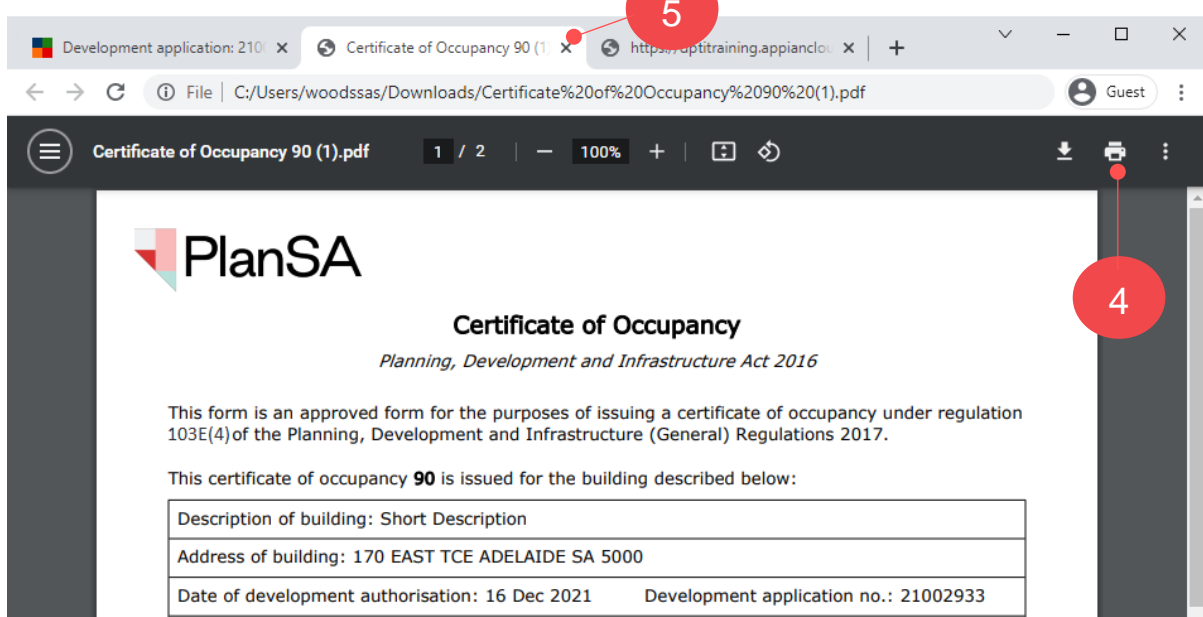 5
Development application: 210
Certificate of Occupancy 90 (1)
https://dptitraining.appianclou
File | C:/Users/woodssas/Downloads/Certificate%20of%20Occupancy%2090%20(1).pdf
Guest
Certificate of Occupancy 90 (1).pdf
1 / 2
100%
4
PlanSA
Certificate of Occupancy
Planning, Development and Infrastructure Act 2016
This form is an approved form for the purposes of issuing a certificate of occupancy under regulation
103E(4) of the Planning, Development and Infrastructure (General) Regulations 2017.
This certificate of occupancy 90 is issued for the building described below:
Description of building: Short Description
Address of building: 170 EAST TCE ADELAIDE SA 5000
Date of development authorisation: 16 Dec 2021 Development application no.: 21002933